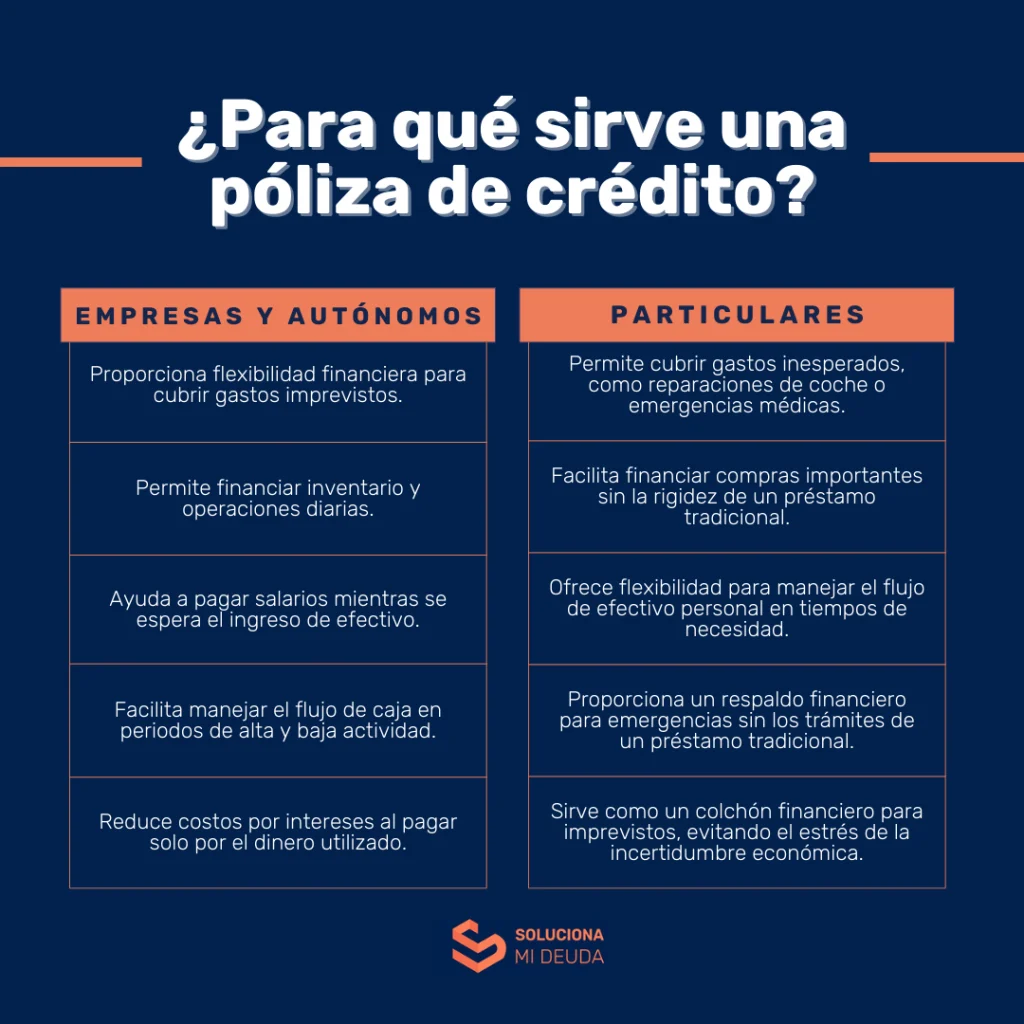 ¿Para qué sirve una
póliza de crédito?
EMPRESAS Y AUTÓNOMOS
Proporciona flexibilidad financiera para
cubrir gastos imprevistos.
Permite financiar inventario y
operaciones diarias.
Ayuda a pagar salarios mientras se
espera el ingreso de efectivo.
Facilita manejar el flujo de caja en
periodos de alta y baja actividad.
Reduce costos por intereses al pagar
solo por el dinero utilizado.
PARTICULARES
Permite cubrir gastos inesperados,
como reparaciones de coche o
emergencias médicas.
Facilita financiar compras importantes
sin la rigidez de un préstamo
tradicional.
Ofrece flexibilidad para manejar el flujo
de efectivo personal en tiempos de
necesidad.
Proporciona un respaldo financiero
para emergencias sin los trámites de
un préstamo tradicional.
Sirve como un colchón financiero para
imprevistos, evitando el estrés de la
incertidumbre económica.
SOLUCIONA
MI DEUDA